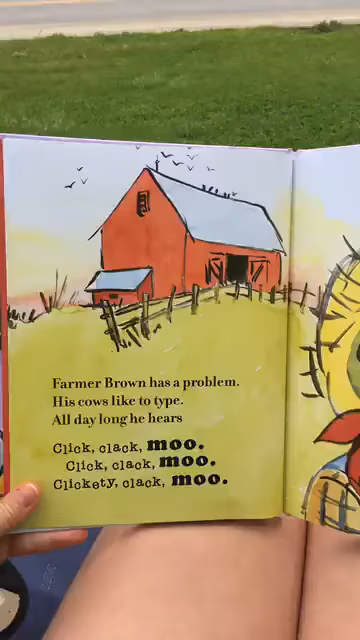 Farmer Brown has a problem.
His cows like to type.
All day long he hears
Click, clack, moo.
Click, clack, moo.
Clickety, clack, moo.